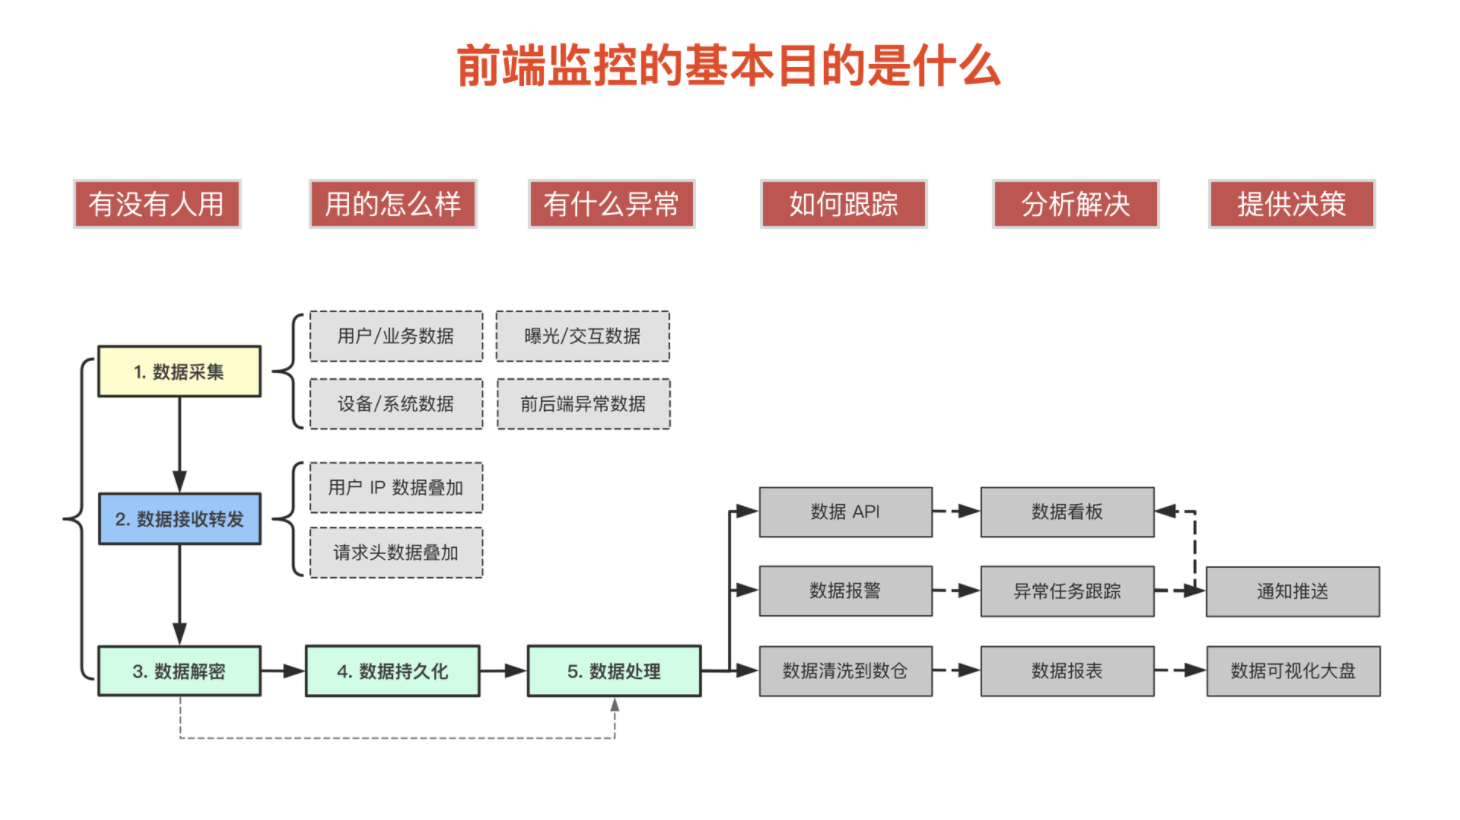 前端监控的基本目的是什么
有没有人用
用的怎么样
有什么异常
如何跟踪
分析解决
提供决策
用户/业务数据
曝光/交互数据
1. 数据采集
设备/系统数据
前后端异常数据
用户 IP 数据叠加
2. 数据接收转发
请求头数据叠加
数据 API
数据看板
数据报警
异常任务跟踪
通知推送
3. 数据解密
4. 数据持久化
5. 数据处理
数据清洗到数仓
数据报表
数据可视化大盘